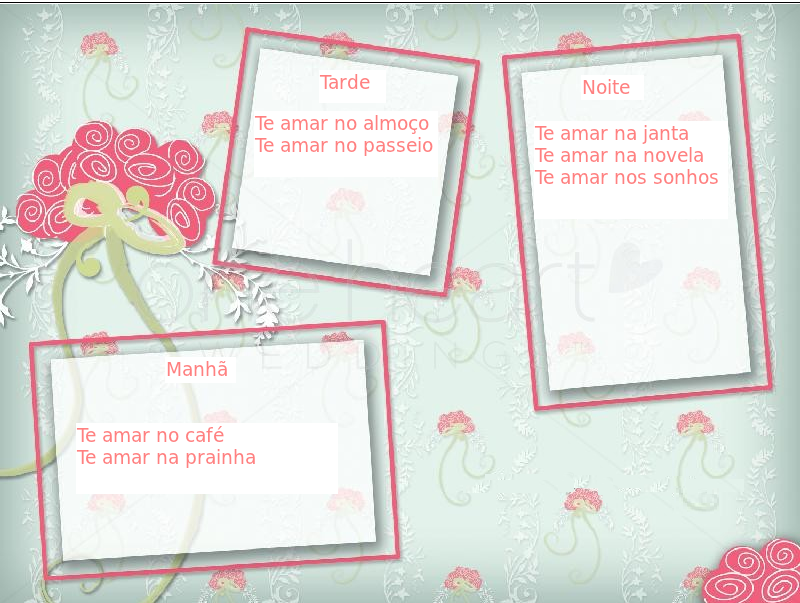 Tarde
Te amar no almoço
Te amar no passeio
Noite
Te amar na janta
Te amar na novela
Te amar nos sonhos
Manhã
Te amar no café
Te amar na prainha